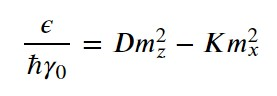 ϵ/ℏγ₀ = Dm_z² − Km_x²